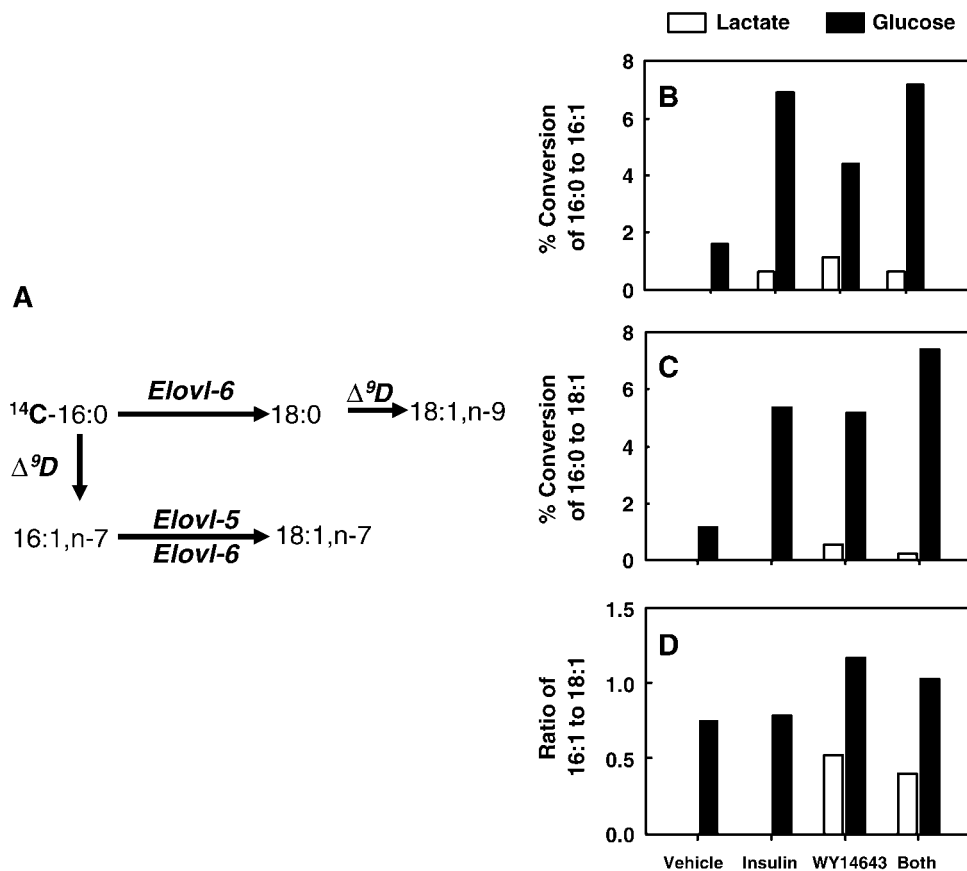 A
¹⁴C-16:0
Elovl-6
18:0
Δ⁹D
18:1,n-9
Δ⁹D
16:1,n-7
Elovl-5
Elovl-6
18:1,n-7
Lactate
Glucose
B
% Conversion
of 16:0 to 16:1
8
6
4
2
0
C
% Conversion
of 16:0 to 18:1
8
6
4
2
0
D
Ratio of
16:1 to 18:1
1.5
1.0
0.5
0.0
Vehicle
Insulin
WY14643
Both